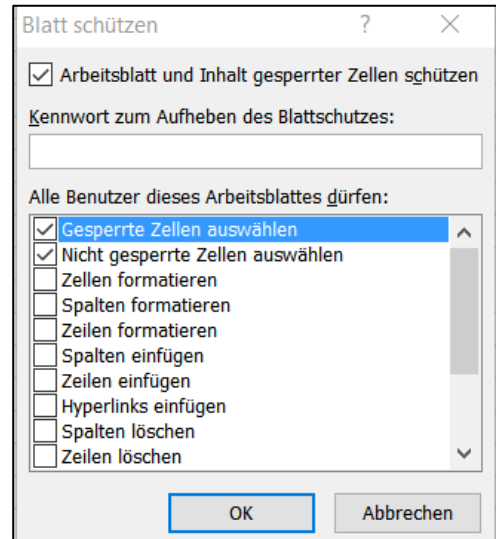 Blatt schützen ?
Arbeitsblatt und Inhalt gesperrter Zellen schützen
Kennwort zum Aufheben des Blattschutzes:
Alle Benutzer dieses Arbeitsblattes dürfen:
Gesperrte Zellen auswählen
Nicht gesperrte Zellen auswählen
Zellen formatieren
Spalten formatieren
Zeilen formatieren
Spalten einfügen
Zeilen einfügen
Hyperlinks einfügen
Spalten löschen
Zeilen löschen
OK Abbrechen